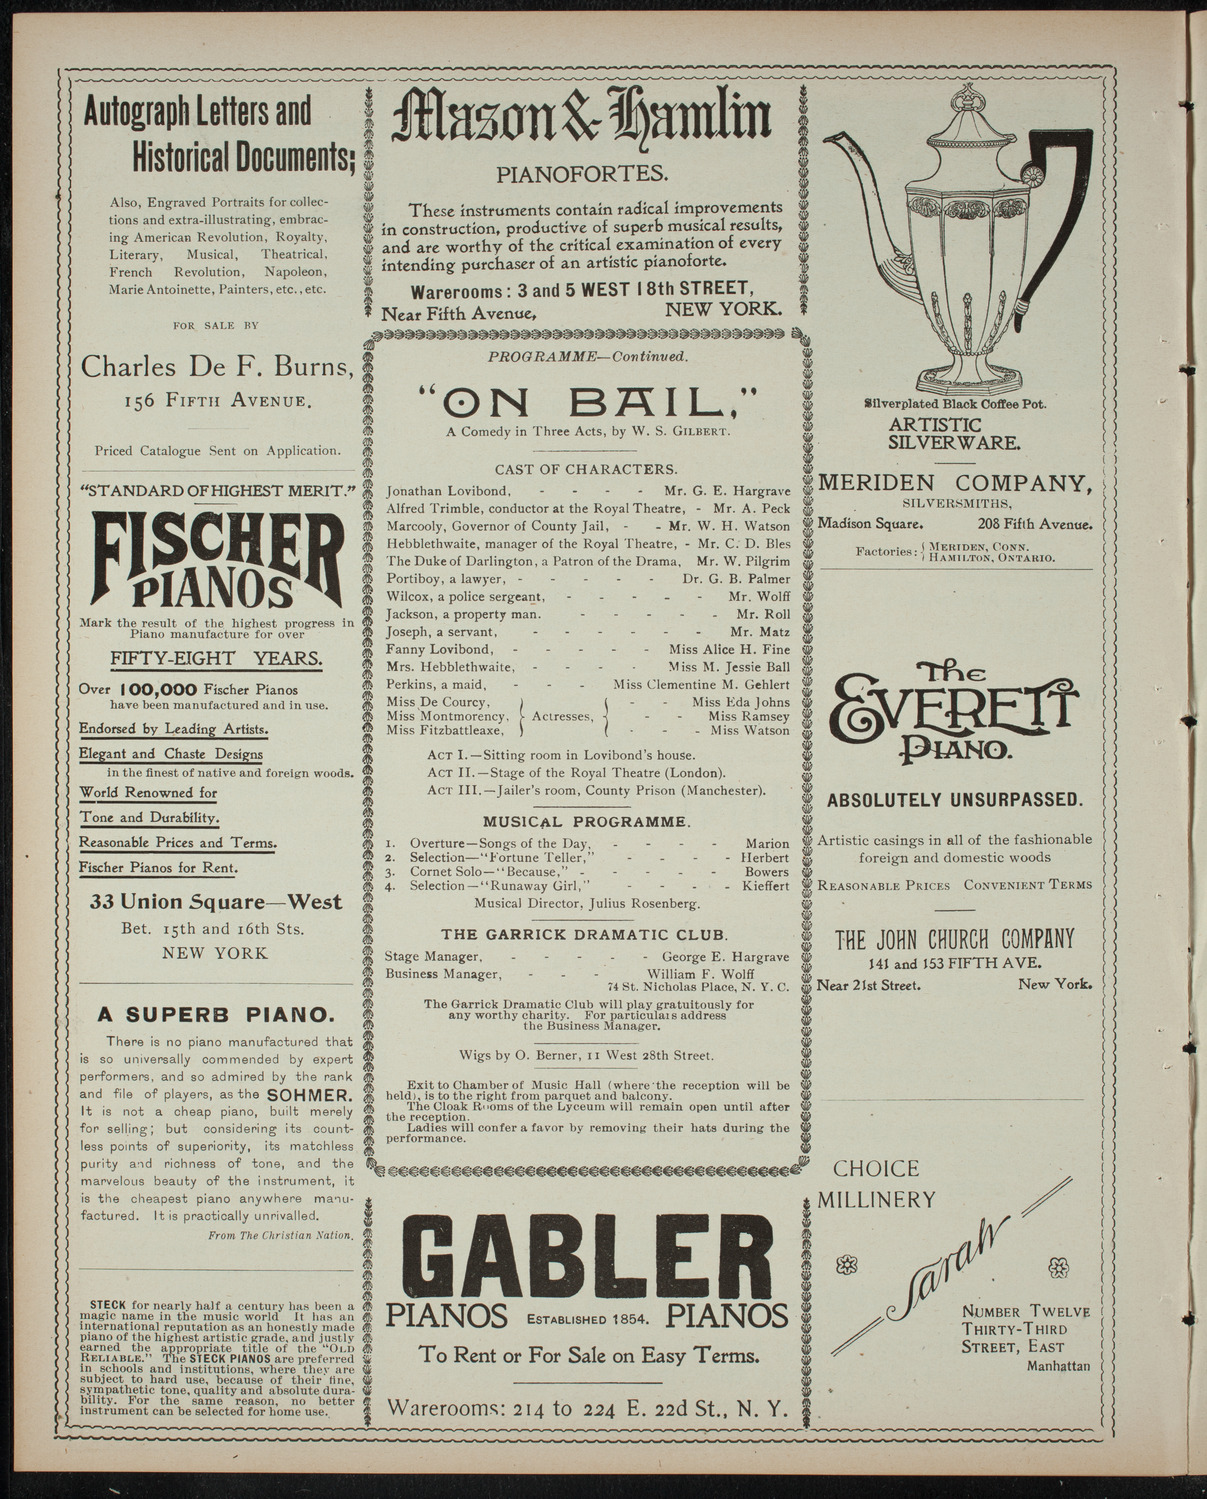 Autograph Letters and
Historical Documents;
Also, Engraved Portraits for collec-
tions and extra-illustrating, embrac-
ing American Revolution, Royalty,
Literary, Musical, Theatrical,
French Revolution, Napoleon,
Marie Antoinette, Painters, etc., etc.
FOR SALE BY
Charles De F. Burns,
156 FIFTH AVENUE.
Priced Catalogue Sent on Application.
"STANDARD OF HIGHEST MERIT."
FISCHER
PIANOS
Mark the result of the highest progress in
Piano manufacture for over
FIFTY-EIGHT YEARS.
Over 100,000 Fischer Pianos
have been manufactured and in use.
Endorsed by Leading Artists.
Elegant and Chaste Designs
in the finest of native and foreign woods.
World Renowned for
Tone and Durability.
Reasonable Prices and Terms.
Fischer Pianos for Rent.
33 Union Square—West
Bet. 15th and 16th Sts.
NEW YORK
A SUPERB PIANO.
There is no piano manufactured that
is so universally commended by expert
performers, and so admired by the rank
and file of players, as the SOHMER.
It is not a cheap piano, built merely
for selling; but considering its count-
less points of superiority, its matchless
purity and richness of tone, and the
marvelous beauty of the instrument, it
is the cheapest piano anywhere manu-
factured. It is practically unrivalled.
From The Christian Nation.
STECK for nearly half a century has been a
magic name in the music world It has an
international reputation as an honestly made
piano of the highest artistic grade, and justly
earned the appropriate title of the "OLD
RELIABLE." The STECK PIANOS are preferred
in schools and institutions, where they are
subject to hard use, because of their fine,
sympathetic tone, quality and absolute dura-
bility. For the same reason, no better
instrument can be selected for home use.
Mason & Hamlin
PIANOFORTES.
These instruments contain radical improvements
in construction, productive of superb musical results,
and are worthy of the critical examination of every
intending purchaser of an artistic pianoforte.
Warerooms: 3 and 5 WEST 18th STREET,
Near Fifth Avenue, NEW YORK.
PROGRAMME—Continued.
"ON BAIL,"
A Comedy in Three Acts, by W. S. GILBERT.
CAST OF CHARACTERS.
Jonathan Lovibond, - - - - Mr. G. E. Hargrave
Alfred Trimble, conductor at the Royal Theatre, - Mr. A. Peck
Marcooly, Governor of County Jail, - - Mr. W. H. Watson
Hebblethwaite, manager of the Royal Theatre, - Mr. C. D. Bles
The Duke of Darlington, a Patron of the Drama, Mr. W. Pilgrim
Portiboy, a lawyer, - - - - - Dr. G. B. Palmer
Wilcox, a police sergeant, - - - - - Mr. Wolff
Jackson, a property man. - - - - - Mr. Roll
Joseph, a servant, - - - - - - Mr. Matz
Fanny Lovibond, - - - - - Miss Alice H. Fine
Mrs. Hebblethwaite, - - - - Miss M. Jessie Ball
Perkins, a maid, - - - Miss Clementine M. Gehlert
Miss De Courcy, - - Miss Eda Johns
Miss Montmorency, } Actresses, { - - Miss Ramsey
Miss Fitzbattleaxe, - - - Miss Watson
ACT I.—Sitting room in Lovibond's house.
ACT II.—Stage of the Royal Theatre (London).
ACT III.—Jailer's room, County Prison (Manchester).
MUSICAL PROGRAMME.
1. Overture—Songs of the Day, - - - - Marion
2. Selection—"Fortune Teller," - - - - Herbert
3. Cornet Solo—"Because," - - - - - Bowers
4. Selection—"Runaway Girl," - - - - Kieffert
Musical Director, Julius Rosenberg.
THE GARRICK DRAMATIC CLUB.
Stage Manager, - - - - - George E. Hargrave
Business Manager, - - - William F. Wolff
74 St. Nicholas Place, N. Y. C.
The Garrick Dramatic Club will play gratuitously for
any worthy charity. For particulars address
the Business Manager.
Wigs by O. Berner, 11 West 28th Street.
Exit to Chamber of Music Hall (where the reception will be
held), is to the right from parquet and balcony.
The Cloak Rooms of the Lyceum will remain open until after
the reception.
Ladies will confer a favor by removing their hats during the
performance.
GABLER
PIANOS ESTABLISHED 1854. PIANOS
To Rent or For Sale on Easy Terms.
Warerooms: 214 to 224 E. 22d St., N. Y.
Silverplated Black Coffee Pot.
ARTISTIC
SILVERWARE.
MERIDEN COMPANY,
SILVERSMITHS,
Madison Square. 208 Fifth Avenue.
Factories: { MERIDEN, CONN.
{ HAMILTON, ONTARIO.
The
EVERETT
PIANO.
ABSOLUTELY UNSURPASSED.
Artistic casings in all of the fashionable
foreign and domestic woods
REASONABLE PRICES CONVENIENT TERMS
THE JOHN CHURCH COMPANY
141 and 153 FIFTH AVE.
Near 21st Street. New York.
CHOICE
MILLINERY
Sarah
NUMBER TWELVE
THIRTY-THIRD
STREET, EAST
Manhattan